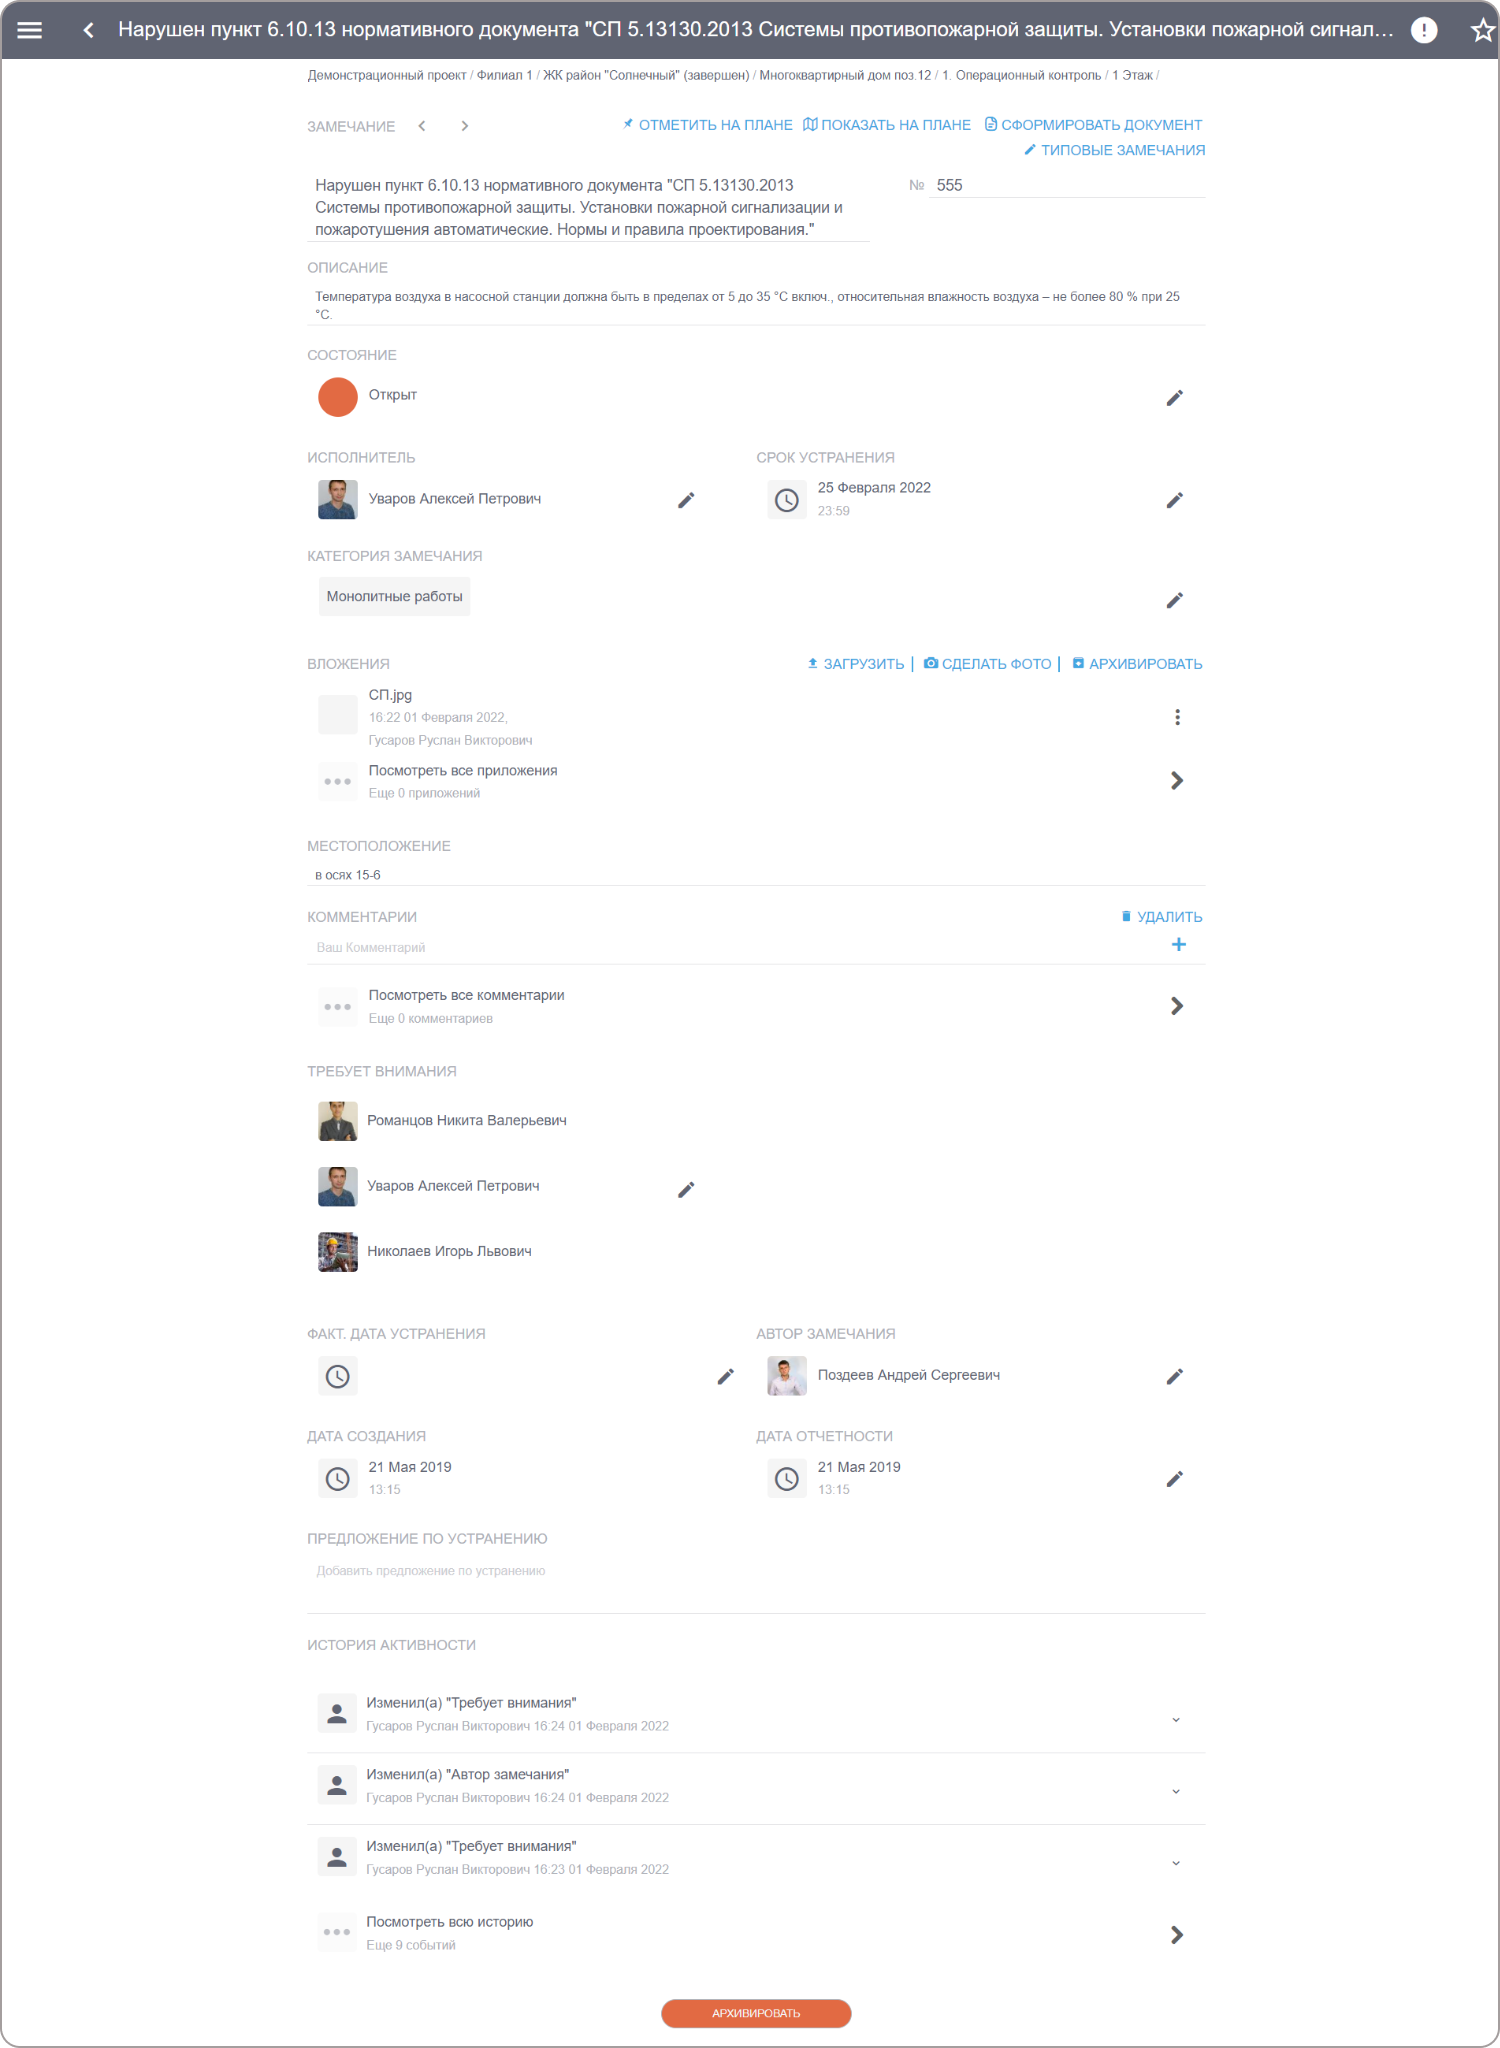 Нарушен пункт 6.10.13 нормативного документа "СП 5.13130.2013 Системы противопожарной защиты. Установки пожарной сигнал...
Демонстрационный проект / Филиал 1 / ЖК район "Солнечный" (завершен) / Многоквартирный дом поз.12 / 1. Операционный контроль / 1 Этаж /
ЗАМЕЧАНИЕ
ОТМЕТИТЬ НА ПЛАНЕ ПОКАЗАТЬ НА ПЛАНЕ СФОРМИРОВАТЬ ДОКУМЕНТ
ТИПОВЫЕ ЗАМЕЧАНИЯ
Нарушен пункт 6.10.13 нормативного документа "СП 5.13130.2013
Системы противопожарной защиты. Установки пожарной сигнализации и
пожаротушения автоматические. Нормы и правила проектирования."
№ 555
ОПИСАНИЕ
Температура воздуха в насосной станции должна быть в пределах от 5 до 35 °С включ., относительная влажность воздуха – не более 80 % при 25
°С.
СОСТОЯНИЕ
Открыт
ИСПОЛНИТЕЛЬ
Уваров Алексей Петрович
СРОК УСТРАНЕНИЯ
25 Февраля 2022
23:59
КАТЕГОРИЯ ЗАМЕЧАНИЯ
Монолитные работы
ВЛОЖЕНИЯ
ЗАГРУЗИТЬ | СДЕЛАТЬ ФОТО | АРХИВИРОВАТЬ
СП.jpg
16.22 01 Февраля 2022,
Гусаров Руслан Викторович
Посмотреть все приложения
Еще 0 приложений
МЕСТОПОЛОЖЕНИЕ
в осях 15-6
КОММЕНТАРИИ
УДАЛИТЬ
Ваш Комментарий
Посмотреть все комментарии
Еще 0 комментариев
ТРЕБУЕТ ВНИМАНИЯ
Романцов Никита Валерьевич
Уваров Алексей Петрович
Николаев Игорь Львович
ФАКТ. ДАТА УСТРАНЕНИЯ
АВТОР ЗАМЕЧАНИЯ
Поздеев Андрей Сергеевич
ДАТА СОЗДАНИЯ
21 Мая 2019
13:15
ДАТА ОТЧЕТНОСТИ
21 Мая 2019
13:15
ПРЕДЛОЖЕНИЕ ПО УСТРАНЕНИЮ
Добавить предложение по устранению
ИСТОРИЯ АКТИВНОСТИ
Изменил(а) "Требует внимания"
Гусаров Руслан Викторович 16:24 01 Февраля 2022
Изменил(а) "Автор замечания"
Гусаров Руслан Викторович 16:24 01 Февраля 2022
Изменил(а) "Требует внимания"
Гусаров Руслан Викторович 16:23 01 Февраля 2022
Посмотреть всю историю
Еще 9 событий
АРХИВИРОВАТЬ